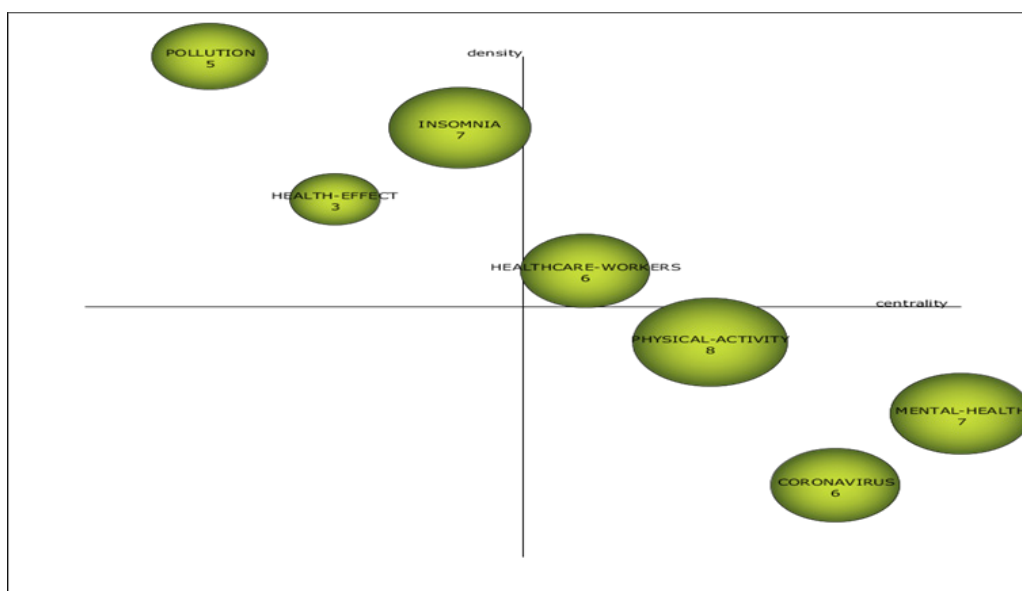 POLLUTION
5
density
INSOMNIA
7
HEALTH-EFFECT
3
HEALTHCARE-WORKERS
6
centrality
PHYSICAL-ACTIVITY
8
MENTAL-HEALTH
7
CORONAVIRUS
6